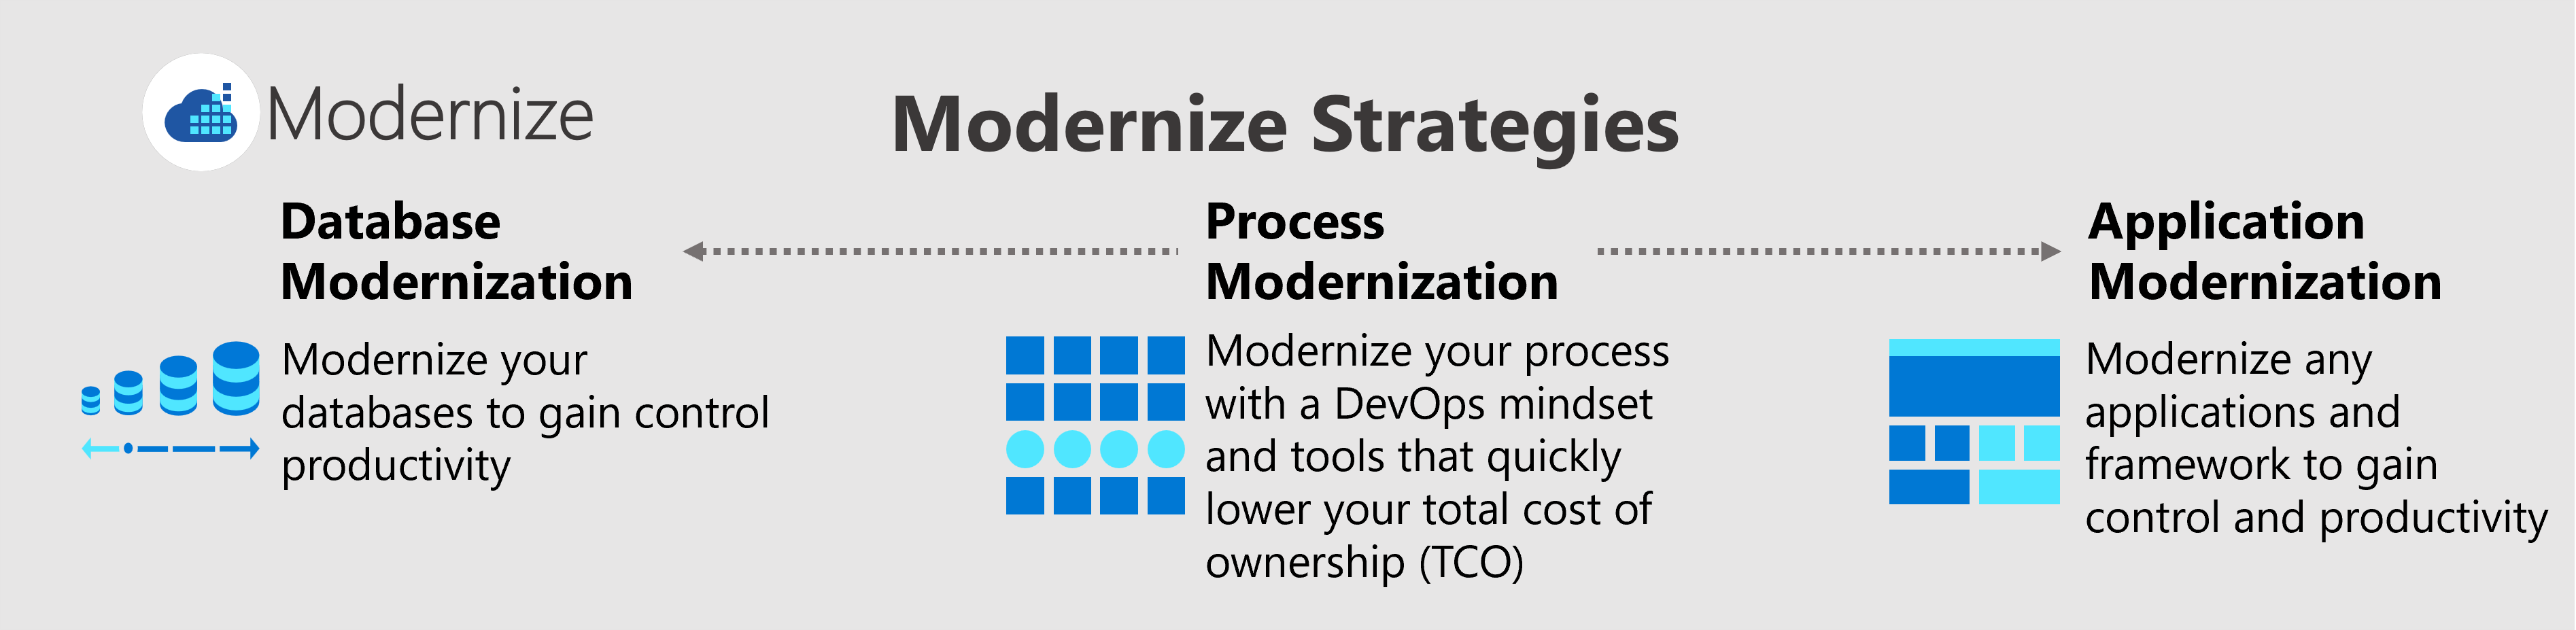 Modernize
Modernize Strategies
Database
Modernization
Modernize your
databases to gain control
productivity
Process
Modernization
Modernize your process
with a DevOps mindset
and tools that quickly
lower your total cost of
ownership (TCO)
Application
Modernization
Modernize any
applications and
framework to gain
control and productivity